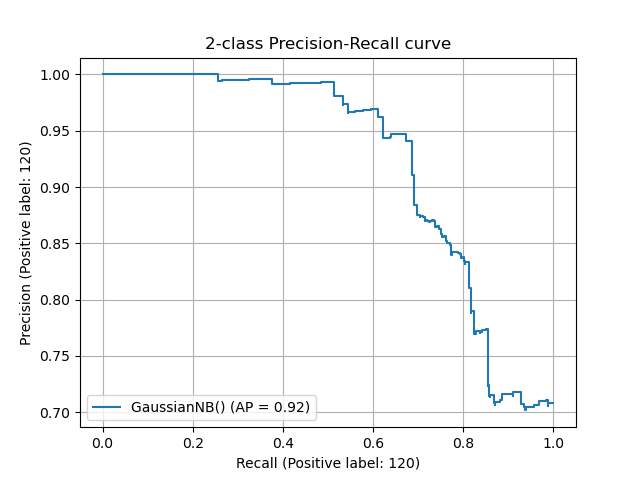 2-class Precision-Recall curve
1.00
0.95
0.90
0.85
0.80
0.75
0.70
Precision (Positive label: 120)
GaussianNB() (AP = 0.92)
0.0 0.2 0.4 0.6 0.8 1.0
Recall (Positive label: 120)